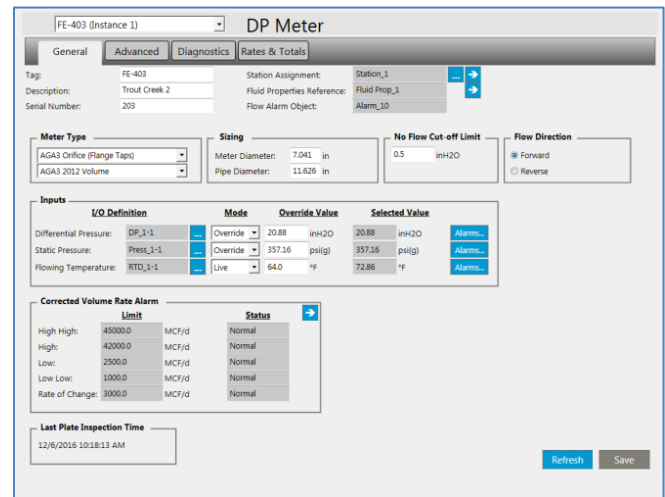 FE-403 (Instance 1) DP Meter
General Advanced Diagnostics Rates & Totals
Tag: FE-403 Station Assignment: Station_1 ...
Description: Trout Creek 2 Fluid Properties Reference: Fluid Prop_1
Serial Number: 203 Flow Alarm Object: Alarm_10
Meter Type Sizing No Flow Cut-off Limit Flow Direction
AGA3 Orifice (Flange Taps) Meter Diameter: 7.041 in 0.5 inH2O Forward
AGA3 2012 Volume Pipe Diameter: 11.626 in Reverse
Inputs
I/O Definition Mode Override Value Selected Value
Differential Pressure: DP_1-1 ... Override 20.88 inH2O 20.88 inH2O Alarms...
Static Pressure: Press_1-1 ... Override 357.16 psi(g) 357.16 psi(g) Alarms...
Flowing Temperature: RTD_1-1 ... Live 64.0 °F 72.86 °F Alarms...
Corrected Volume Rate Alarm
Limit Status
High High: 45000.0 MCF/d Normal
High: 42000.0 MCF/d Normal
Low: 2500.0 MCF/d Normal
Low Low: 1000.0 MCF/d Normal
Rate of Change: 3000.0 MCF/d Normal
Last Plate Inspection Time
12/6/2016 10:18:13 AM
Refresh Save